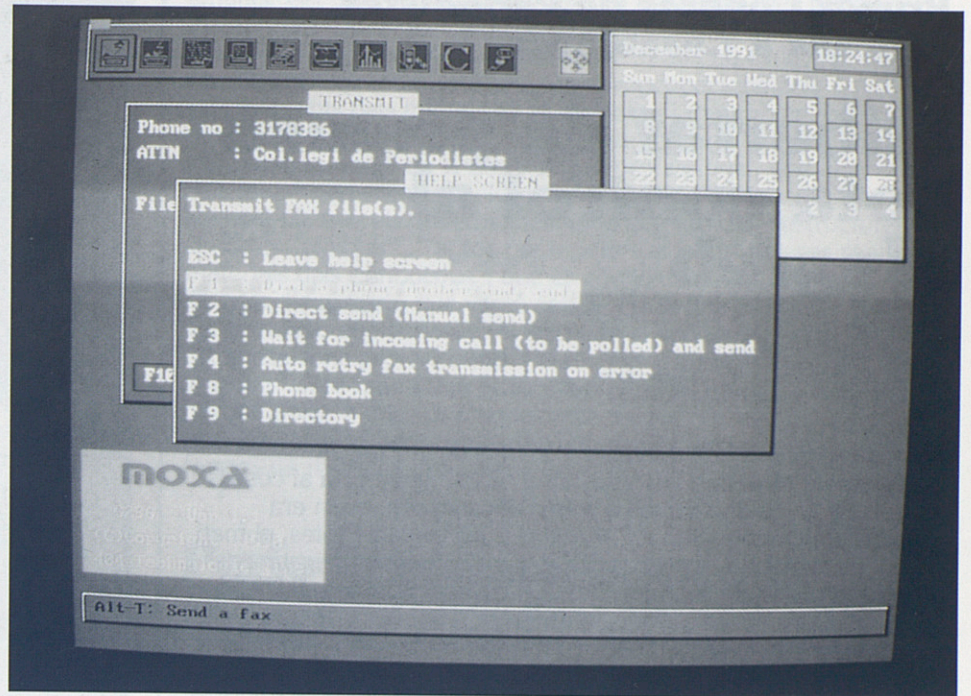 December 1991 18:24:47
Sun Mon Tue Wed Thu Fri Sat
1 2 3 4 5 6 7
8 9 10 11 12 13 14
15 16 17 18 19 20 21
22 23 24 25 26 27 28
2 3 4
TRANSMIT
Phone no : 3178386
ATTN : Col.legi de Periodistes
File
F10
HELP SCREEN
Transmit FAX file(s).
ESC : Leave help screen
F 1 : Dial a phone number and send
F 2 : Direct send (Manual send)
F 3 : Wait for incoming call (to be polled) and send
F 4 : Auto retry fax transmission on error
F 8 : Phone book
F 9 : Directory
MOXA
Alt-T: Send a fax